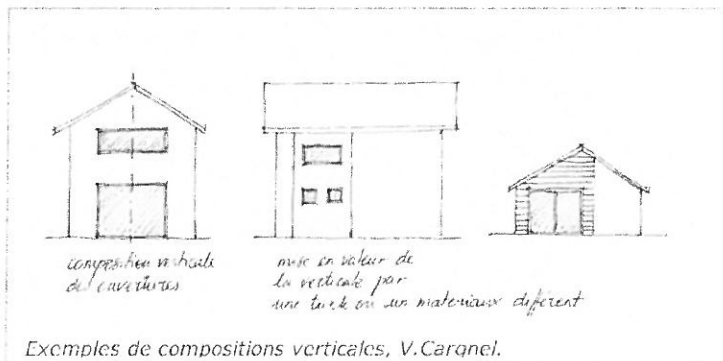 composition verticale
des ouvertures
mise en valeur de
la verticale par
une teinte ou un materiaux différent
Exemples de compositions verticales, V.Cargnel.